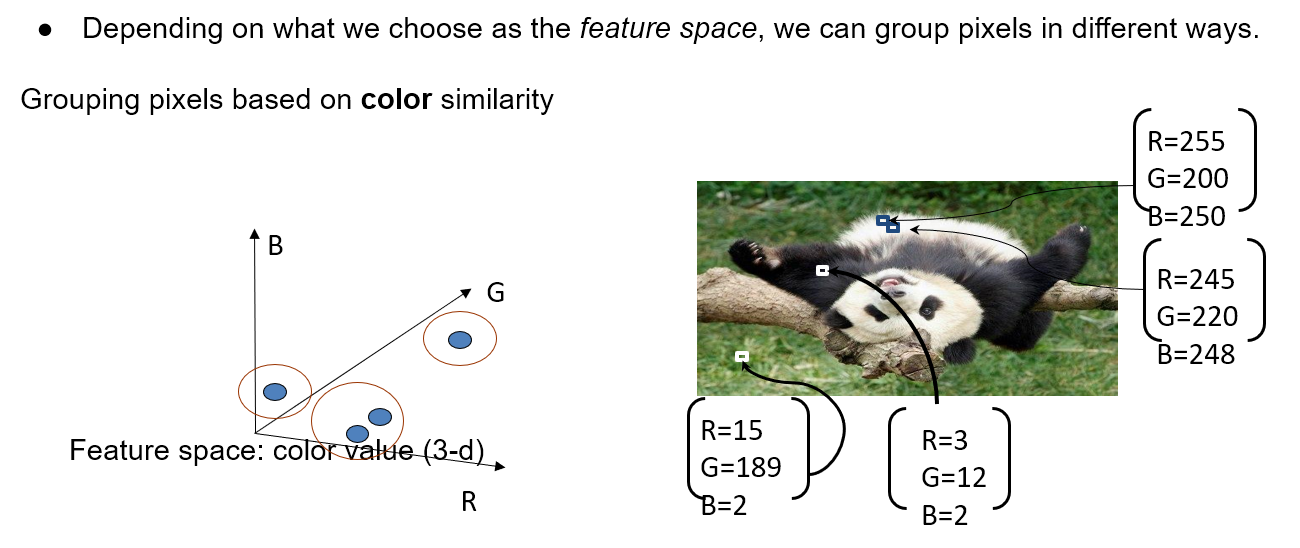 ● Depending on what we choose as the feature space, we can group pixels in different ways.
Grouping pixels based on color similarity
B
G
R
Feature space: color value (3-d)
R=255
G=200
B=250
R=245
G=220
B=248
R=15
G=189
B=2
R=3
G=12
B=2